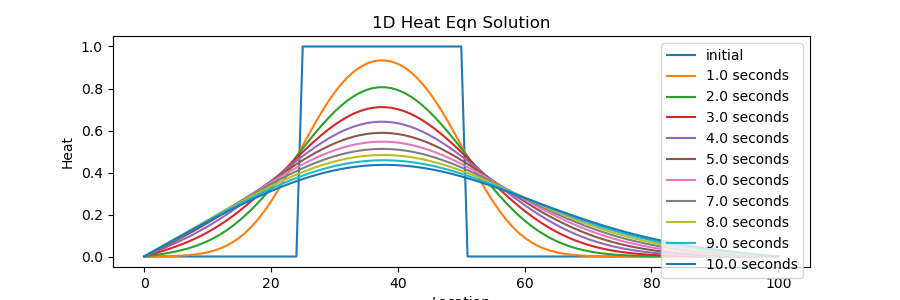 1D Heat Eqn Solution
Heat
1.0
0.8
0.6
0.4
0.2
0.0
0 20 40 60 80 100
Location
initial
1.0 seconds
2.0 seconds
3.0 seconds
4.0 seconds
5.0 seconds
6.0 seconds
7.0 seconds
8.0 seconds
9.0 seconds
10.0 seconds